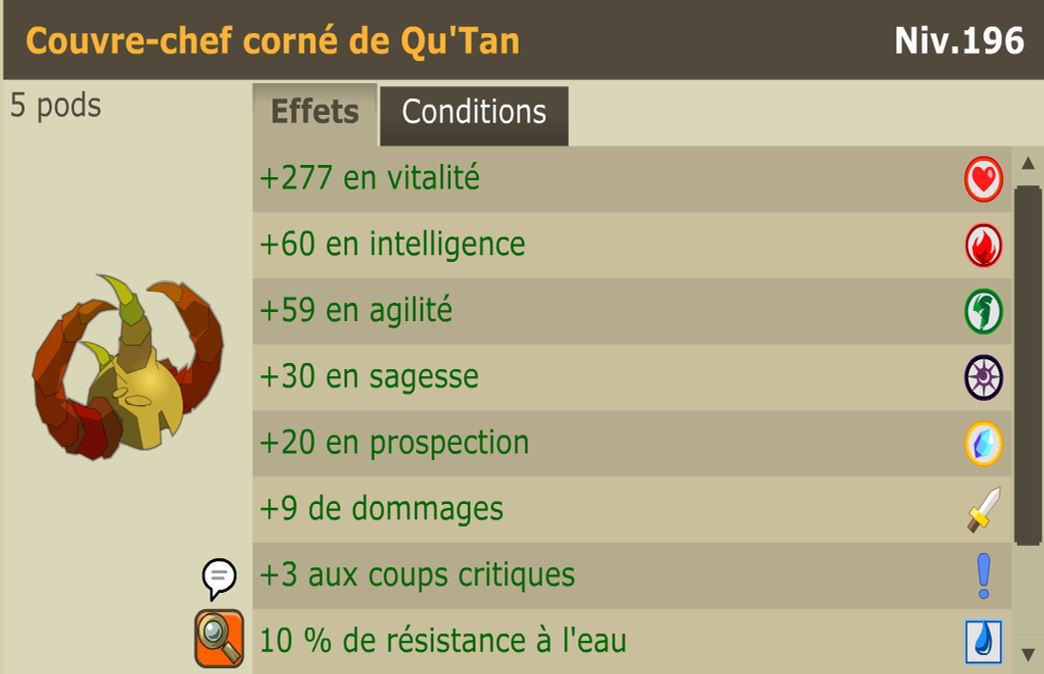 Couvre-chef corné de Qu'Tan
Niv.196
5 pods
Effets
Conditions
+277 en vitalité
+60 en intelligence
+59 en agilité
+30 en sagesse
+20 en prospection
+9 de dommages
+3 aux coups critiques
10 % de résistance à l'eau